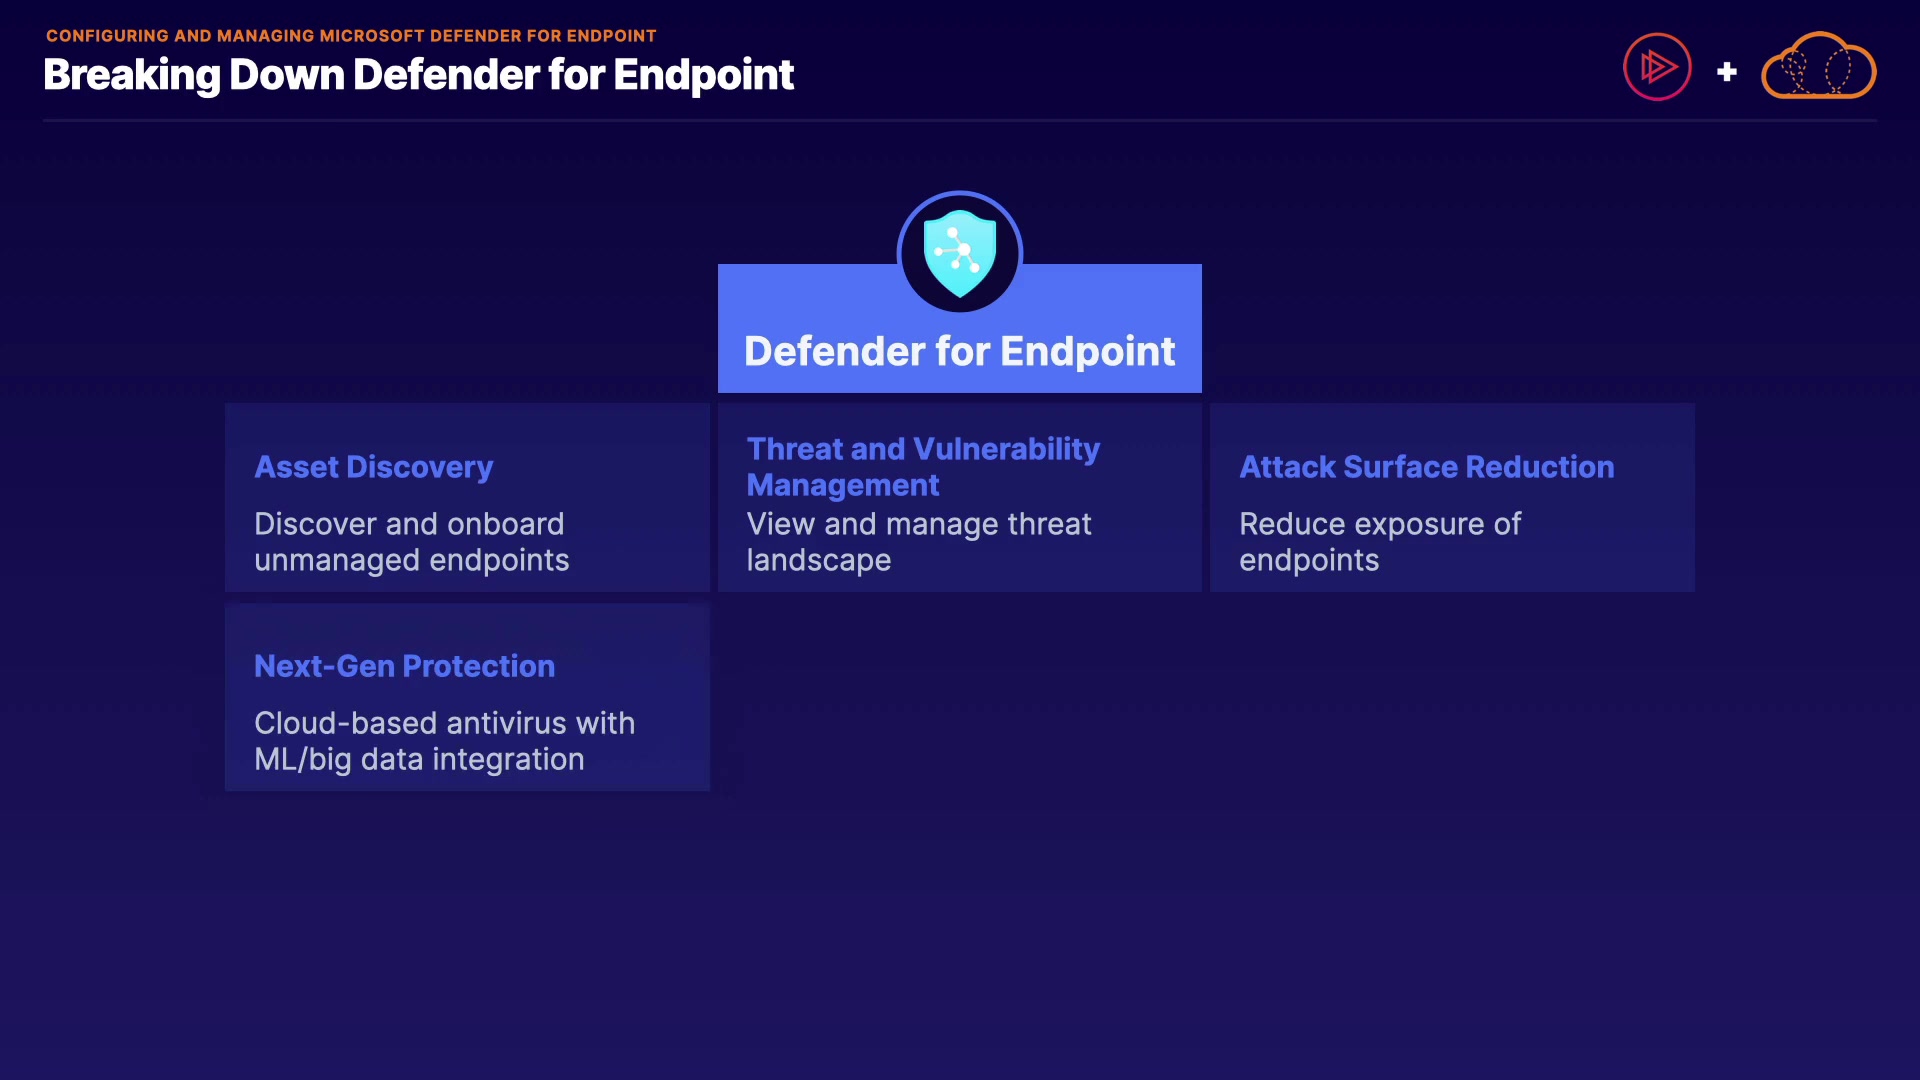 CONFIGURING AND MANAGING MICROSOFT DEFENDER FOR ENDPOINT
Breaking Down Defender for Endpoint
+
Defender for Endpoint
Asset Discovery
Discover and onboard
unmanaged endpoints
Threat and Vulnerability
Management
View and manage threat
landscape
Attack Surface Reduction
Reduce exposure of
endpoints
Next-Gen Protection
Cloud-based antivirus with
ML/big data integration